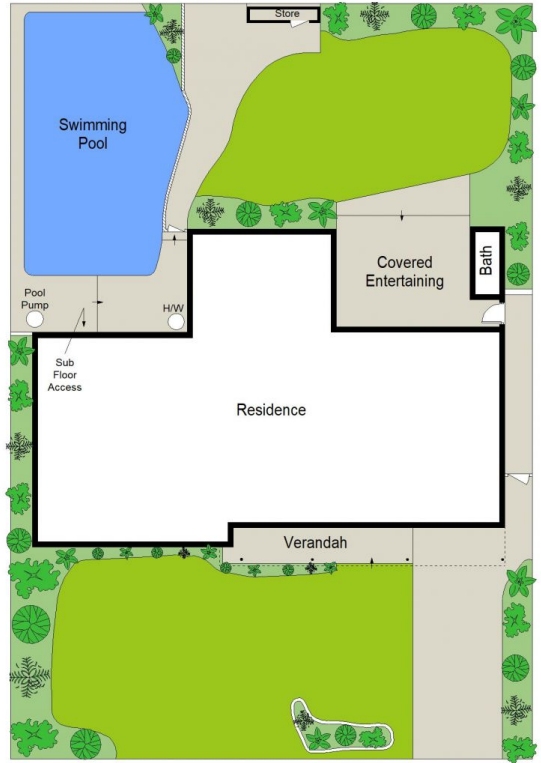 Store
Swimming
Pool
Covered
Entertaining
Bath
Pool
Pump
H/W
Sub
Floor
Access
Residence
Verandah